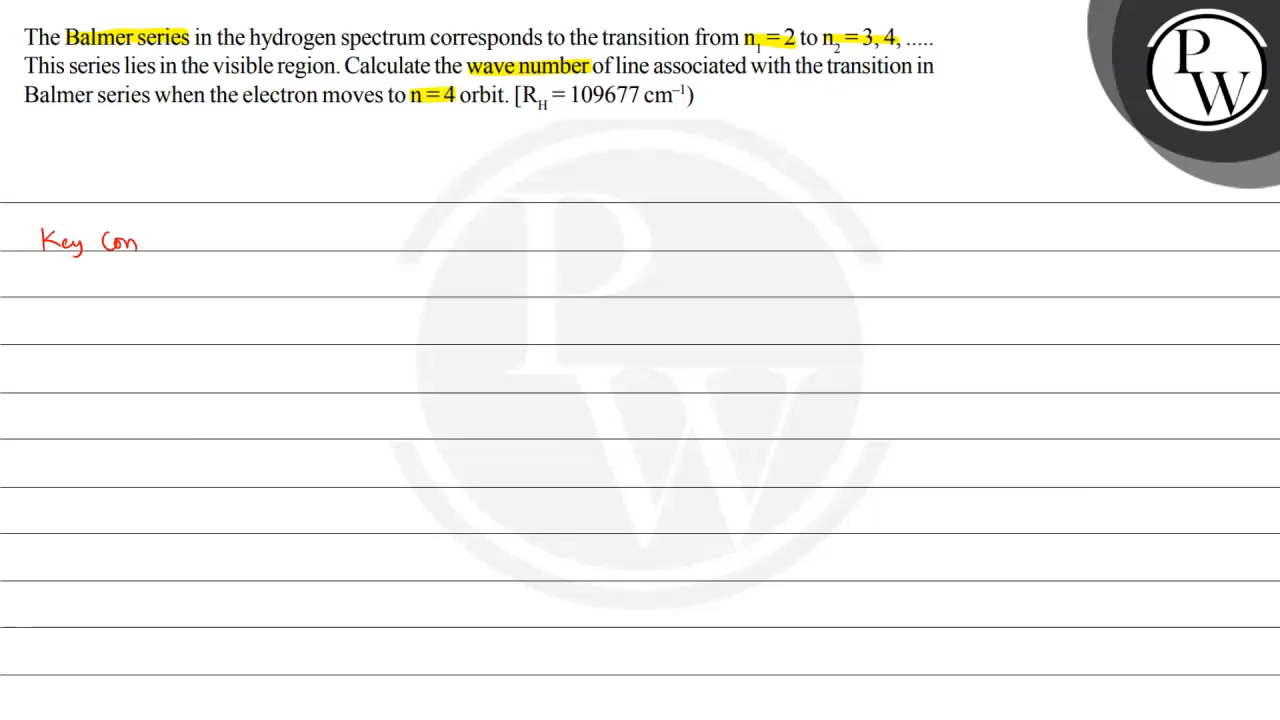 The Balmer series in the hydrogen spectrum corresponds to the transition from n₁ = 2 to n₂ = 3, 4, .....
This series lies in the visible region. Calculate the wave number of line associated with the transition in
Balmer series when the electron moves to n = 4 orbit. [R_H = 109677 cm⁻¹)
P
W
Key Con
P
W